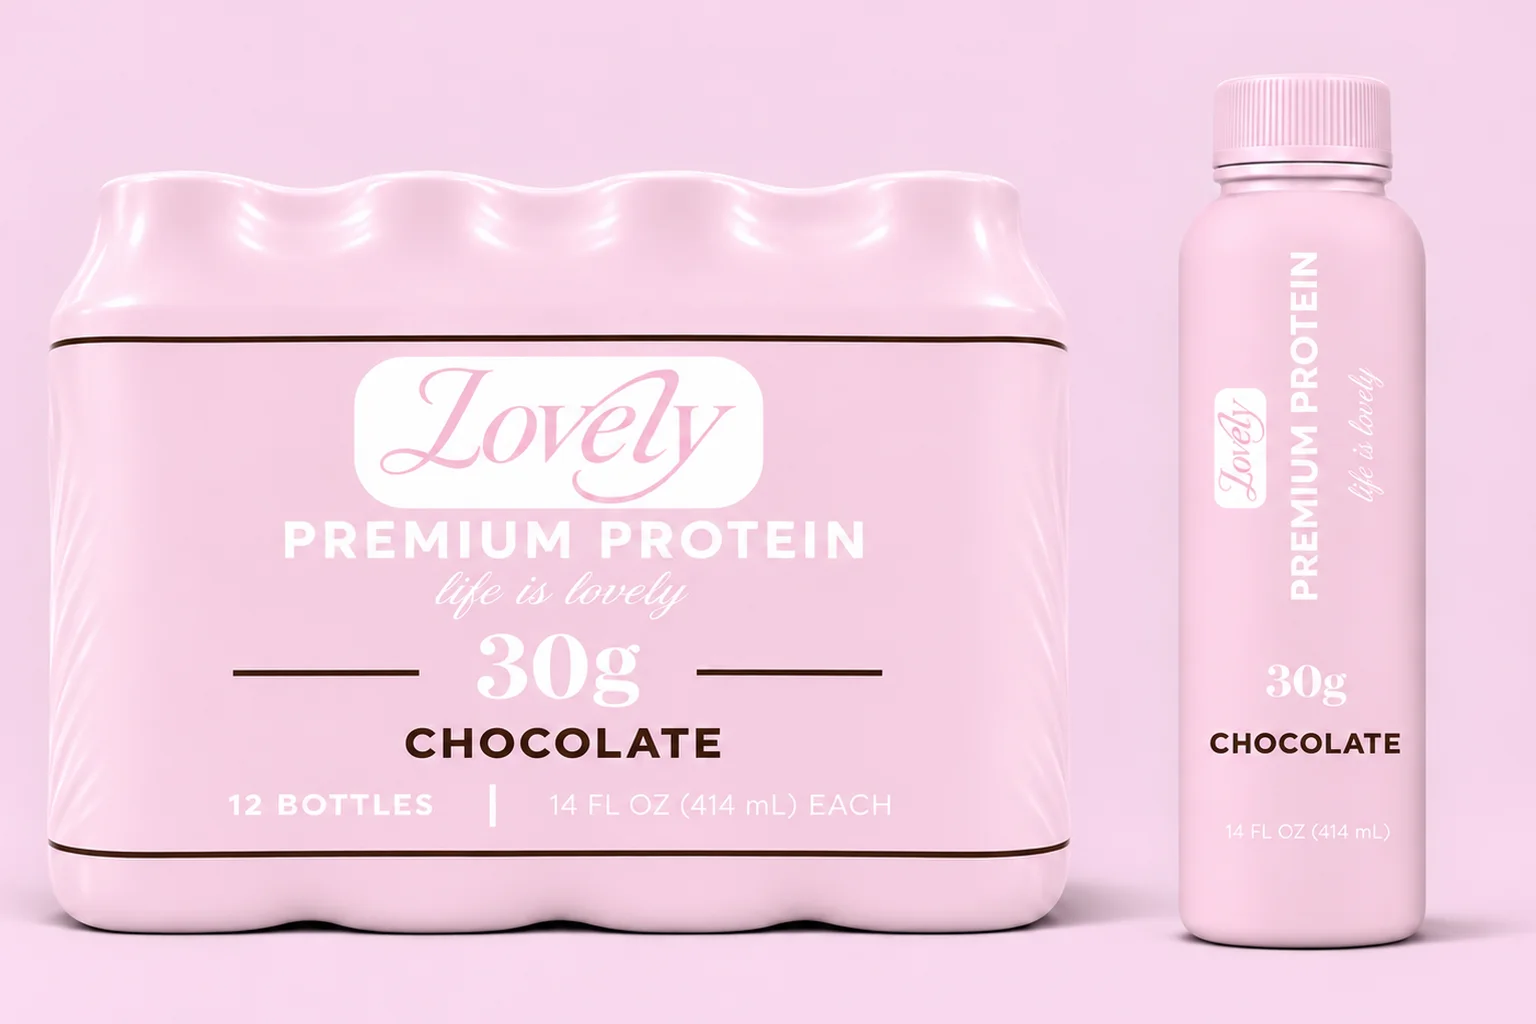 Lovely
PREMIUM PROTEIN
life is lovely
30g
CHOCOLATE
12 BOTTLES | 14 FL OZ (414 mL) EACH
Lovely
PREMIUM PROTEIN
life is lovely
30g
CHOCOLATE
14 FL OZ (414 mL)